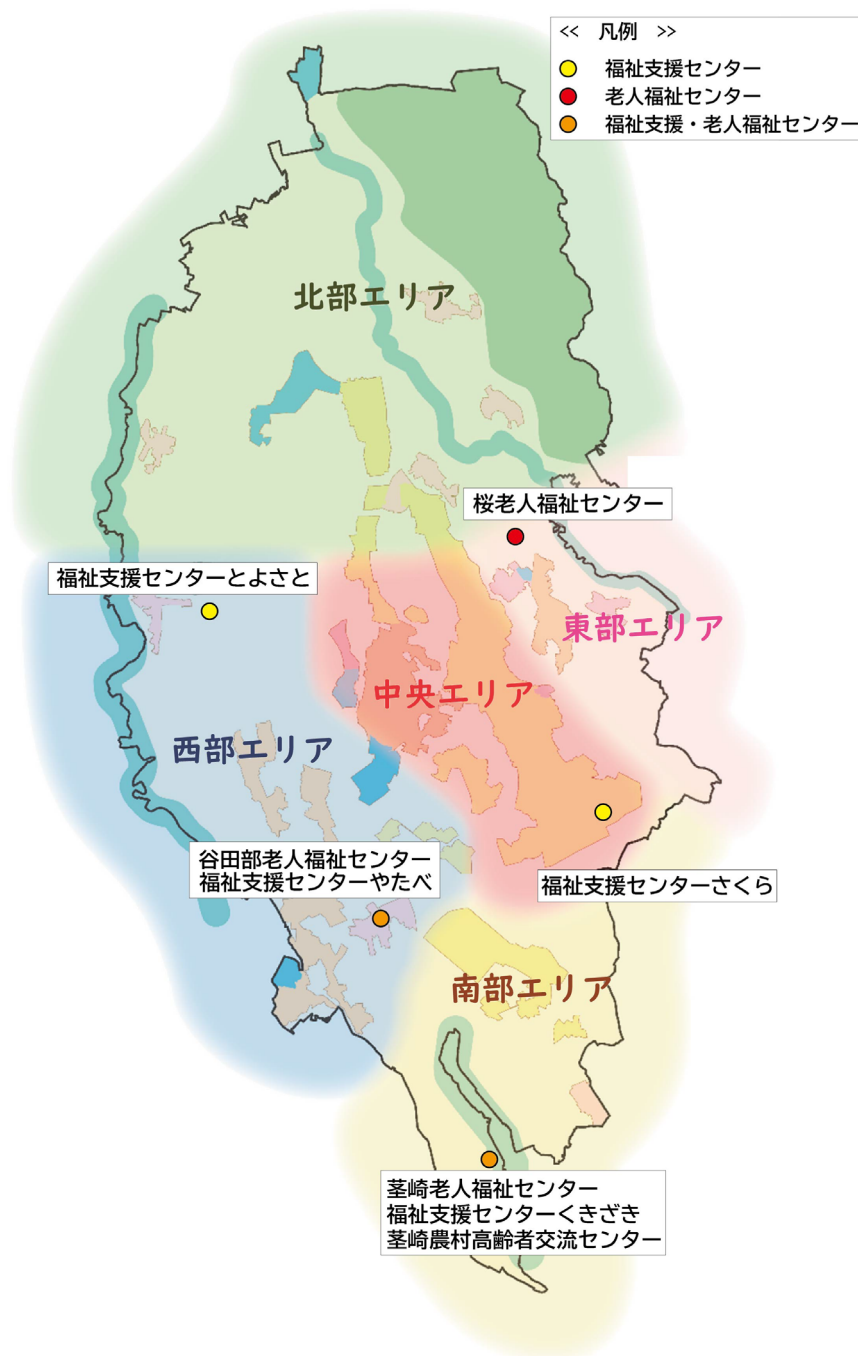 << 凡例 >>
福祉支援センター
老人福祉センター
福祉支援・老人福祉センター
北部エリア
桜老人福祉センター
福祉支援センターとよさと
東部エリア
中央エリア
西部エリア
谷田部老人福祉センター
福祉支援センターやたべ
福祉支援センターさくら
南部エリア
茎崎老人福祉センター
福祉支援センターくきざき
茎崎農村高齢者交流センター